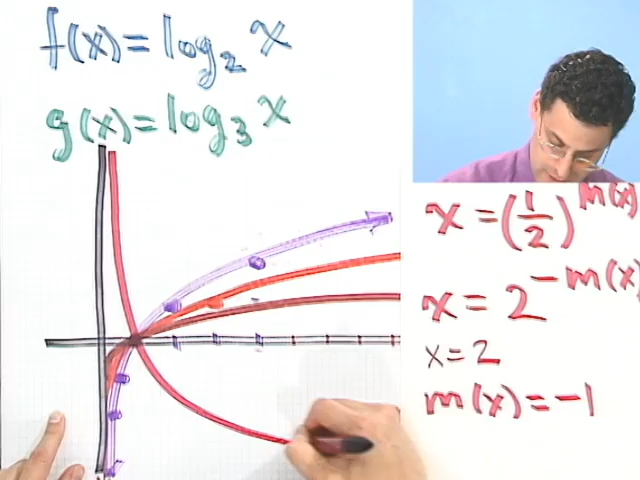 f(x) = log₂ x
g(x) = log₃ x
x = (1/2)^m(x)
x = 2^-m(x)
x = 2
m(x) = -1